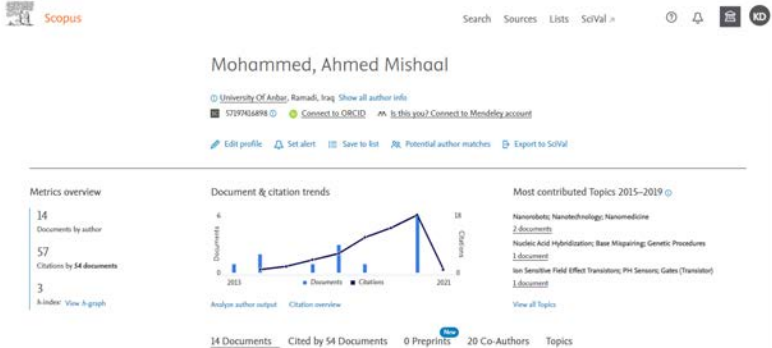 Scopus
Search Sources Lists SciVal
KD
Mohammed, Ahmed Mishaal
University Of Anbar, Ramadi, Iraq Show all author info
57197416898 Connect to ORCID Is this you? Connect to Mendeley account
Edit profile Set alert Save to list Potential author matches Export to SciVal
Metrics overview
14
Documents by author
57
Citations by 54 documents
3
h-index: View h-graph
Document & citation trends
6
18
Documents
Citations
0
0
2013
2021
Documents Citations
Analyze author output Citation overview
Most contributed Topics 2015–2019
Nanorobots; Nanotechnology; Nanomedicine
2 documents
Nucleic Acid Hybridization; Base Mispairing; Genetic Procedures
1 document
Ion Sensitive Field Effect Transistors; PH Sensors; Gates (Transistor)
1 document
View all Topics
New
14 Documents Cited by 54 Documents 0 Preprints 20 Co-Authors Topics